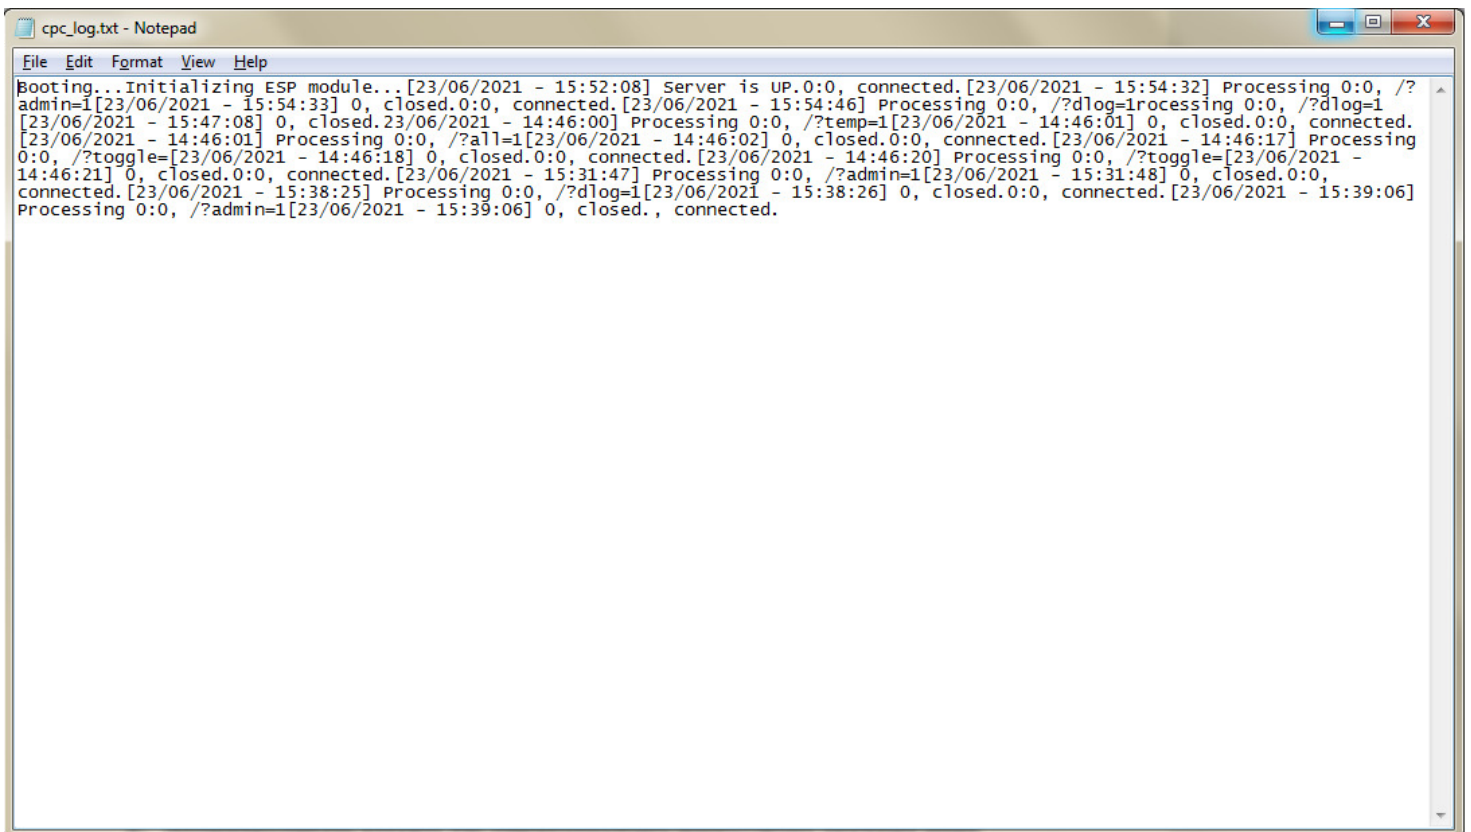 cpc_log.txt - Notepad
File Edit Format View Help
Booting...Initializing ESP module...[23/06/2021 - 15:52:08] Server is UP.0:0, connected.[23/06/2021 - 15:54:32] Processing 0:0, /?
admin=1[23/06/2021 - 15:54:33] 0, closed.0:0, connected.[23/06/2021 - 15:54:46] Processing 0:0, /?dlog=1rocessing 0:0, /?dlog=1
[23/06/2021 - 15:47:08] 0, closed.23/06/2021 - 14:46:00] Processing 0:0, /?temp=1[23/06/2021 - 14:46:01] 0, closed.0:0, connected.
[23/06/2021 - 14:46:01] Processing 0:0, /?all=1[23/06/2021 - 14:46:02] 0, closed.0:0, connected.[23/06/2021 - 14:46:17] Processing
0:0, /?toggle=[23/06/2021 - 14:46:18] 0, closed.0:0, connected.[23/06/2021 - 14:46:20] Processing 0:0, /?toggle=[23/06/2021 -
14:46:21] 0, closed.0:0, connected.[23/06/2021 - 15:31:47] Processing 0:0, /?admin=1[23/06/2021 - 15:31:48] 0, closed.0:0,
connected.[23/06/2021 - 15:38:25] Processing 0:0, /?dlog=1[23/06/2021 - 15:38:26] 0, closed.0:0, connected.[23/06/2021 - 15:39:06]
Processing 0:0, /?admin=1[23/06/2021 - 15:39:06] 0, closed., connected.